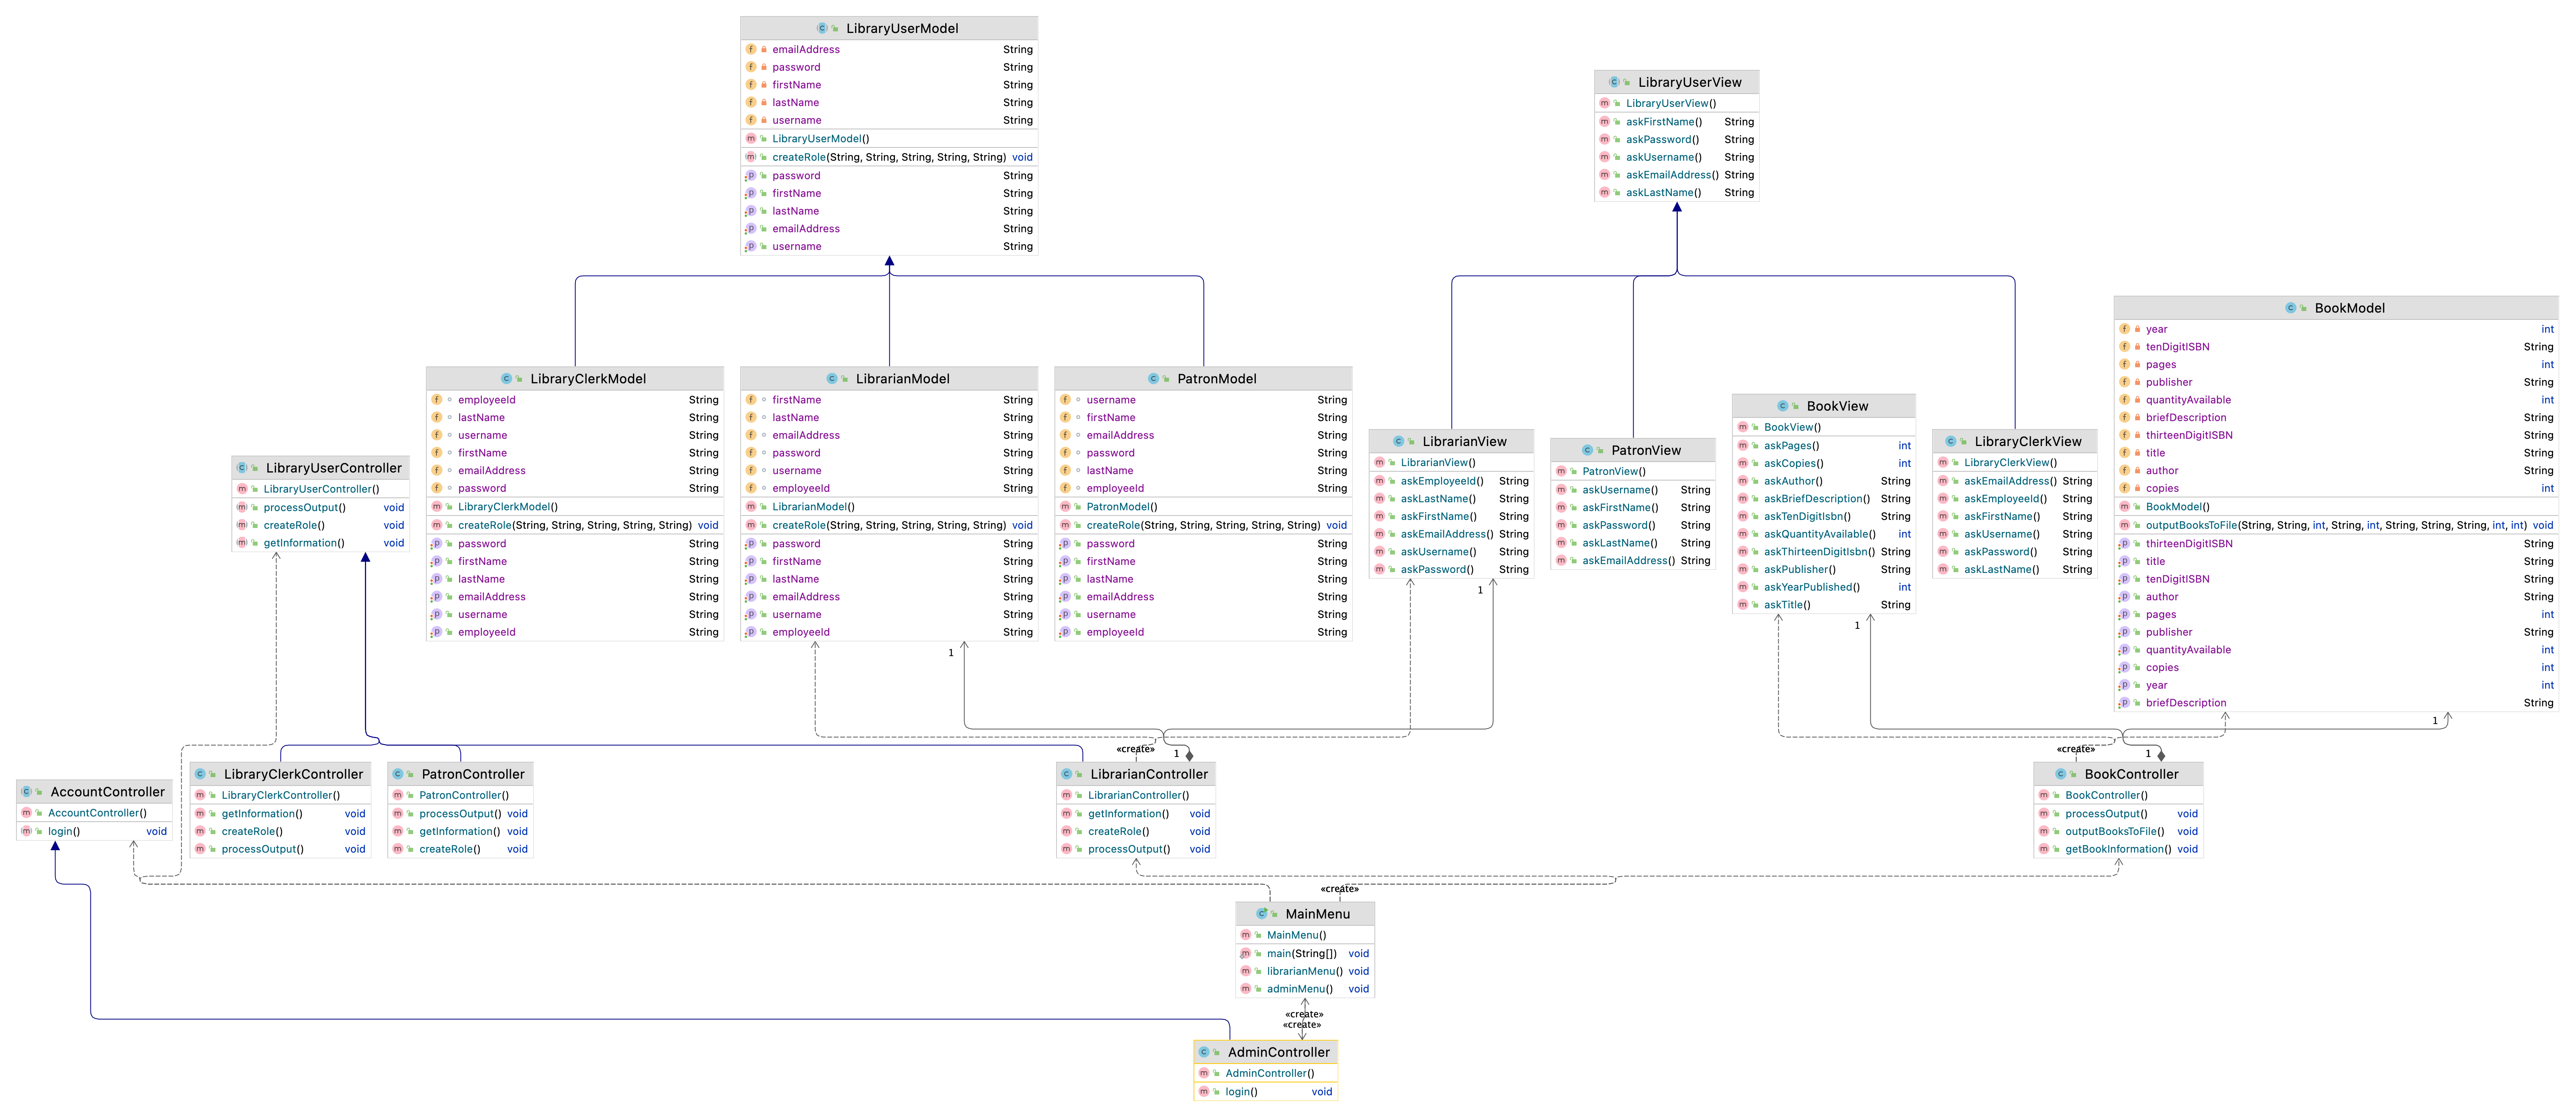 LibraryUserModel
emailAddress String
password String
firstName String
lastName String
username String
LibraryUserModel()
createRole(String, String, String, String, String) void
password String
firstName String
lastName String
emailAddress String
username String
LibraryUserView
LibraryUserView()
askFirstName() String
askPassword() String
askUsername() String
askEmailAddress() String
askLastName() String
LibraryClerkModel
employeeId String
lastName String
username String
firstName String
emailAddress String
password String
LibraryClerkModel()
createRole(String, String, String, String, String) void
password String
firstName String
lastName String
emailAddress String
username String
employeeId String
LibrarianModel
firstName String
lastName String
emailAddress String
password String
username String
employeeId String
LibrarianModel()
createRole(String, String, String, String, String) void
password String
firstName String
lastName String
emailAddress String
username String
employeeId String
PatronModel
username String
firstName String
emailAddress String
password String
lastName String
employeeId String
PatronModel()
createRole(String, String, String, String, String) void
password String
firstName String
lastName String
emailAddress String
username String
employeeId String
LibrarianView
LibrarianView()
askEmployeeId() String
askLastName() String
askFirstName() String
askEmailAddress() String
askUsername() String
askPassword() String
PatronView
PatronView()
askUsername() String
askFirstName() String
askPassword() String
askLastName() String
askEmailAddress() String
BookView
BookView()
askPages() int
askCopies() int
askAuthor() String
askBriefDescription() String
askTenDigitIsbn() String
askQuantityAvailable() int
askThirteenDigitIsbn() String
askPublisher() String
askYearPublished() int
askTitle() String
LibraryClerkView
LibraryClerkView()
askEmailAddress() String
askEmployeeId() String
askFirstName() String
askUsername() String
askPassword() String
askLastName() String
BookModel
year int
tenDigitISBN String
pages int
publisher String
quantityAvailable int
briefDescription String
thirteenDigitISBN String
title String
author String
copies int
BookModel()
outputBooksToFile(String, String, int, String, int, String, String, String, int, int) void
thirteenDigitISBN String
title String
tenDigitISBN String
author String
pages int
publisher String
quantityAvailable int
copies int
year int
briefDescription String
LibraryUserController
LibraryUserController()
processOutput() void
createRole() void
getInformation() void
1
1
1
1
«create»
1
«create»
1
AccountController
AccountController()
login() void
LibraryClerkController
LibraryClerkController()
getInformation() void
createRole() void
processOutput() void
PatronController
PatronController()
processOutput() void
getInformation() void
createRole() void
LibrarianController
LibrarianController()
getInformation() void
createRole() void
processOutput() void
BookController
BookController()
processOutput() void
outputBooksToFile() void
getBookInformation() void
«create»
MainMenu
MainMenu()
main(String[]) void
librarianMenu() void
adminMenu() void
«create»
«create»
AdminController
AdminController()
login() void